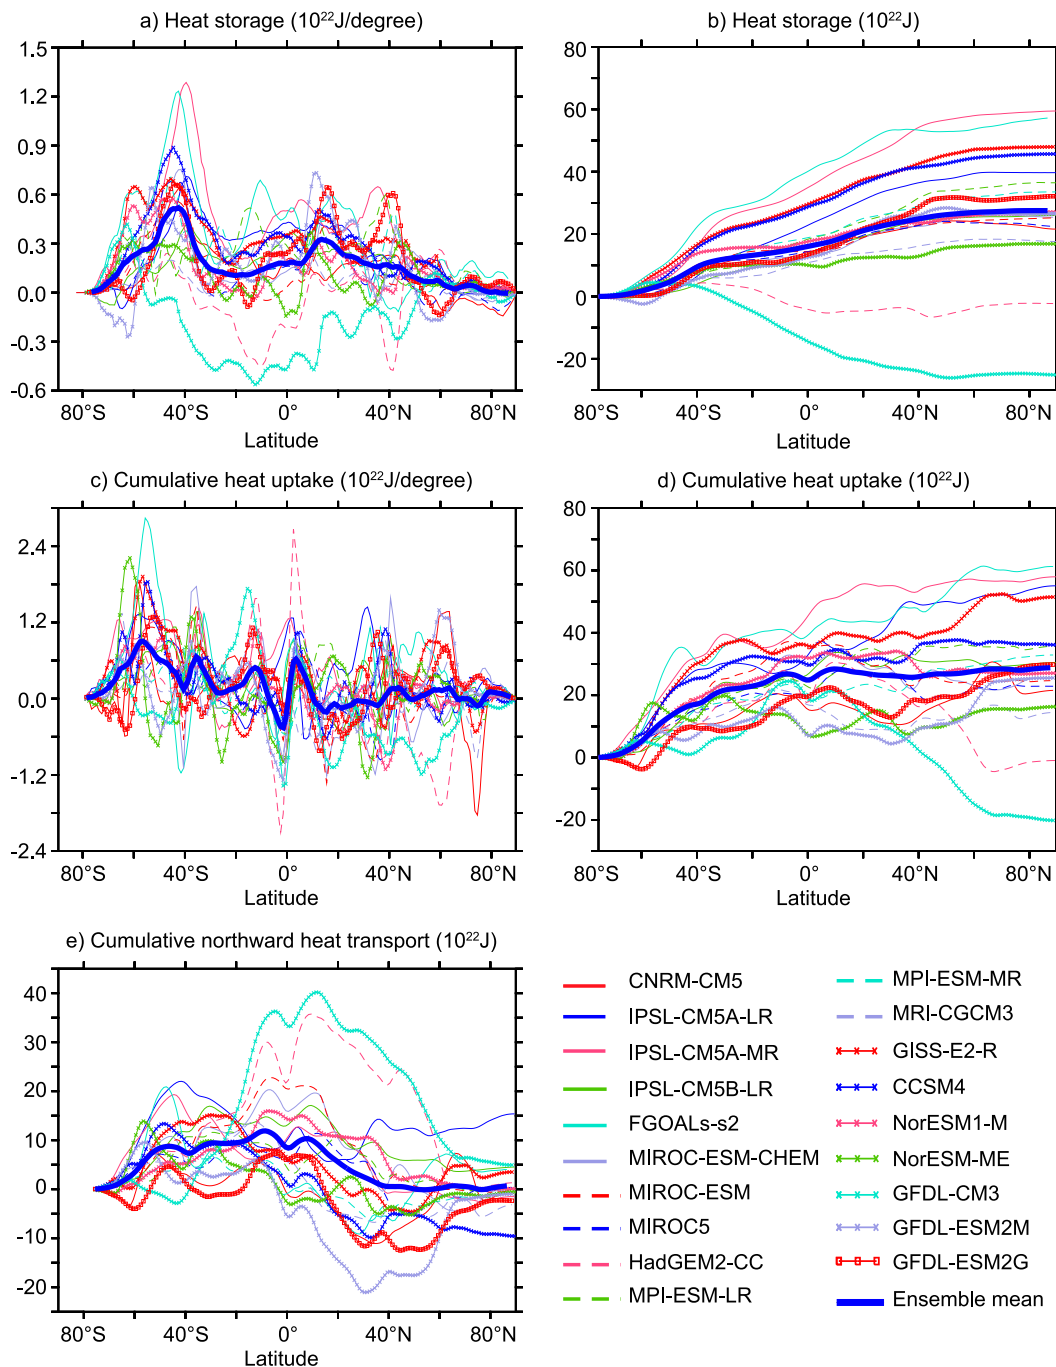 a) Heat storage (10²²J/degree)
1.5
1.2
0.9
0.6
0.3
0.0
-0.3
-0.6
80°S 40°S 0° 40°N 80°N
Latitude
b) Heat storage (10²²J)
80
60
40
20
0
-20
80°S 40°S 0° 40°N 80°N
Latitude
c) Cumulative heat uptake (10²²J/degree)
2.4
1.2
0.0
-1.2
-2.4
80°S 40°S 0° 40°N 80°N
Latitude
d) Cumulative heat uptake (10²²J)
80
60
40
20
0
-20
80°S 40°S 0° 40°N 80°N
Latitude
e) Cumulative northward heat transport (10²²J)
40
30
20
10
0
-10
-20
80°S 40°S 0° 40°N 80°N
Latitude
CNRM-CM5
IPSL-CM5A-LR
IPSL-CM5A-MR
IPSL-CM5B-LR
FGOALs-s2
MIROC-ESM-CHEM
MIROC-ESM
MIROC5
HadGEM2-CC
MPI-ESM-LR
MPI-ESM-MR
MRI-CGCM3
GISS-E2-R
CCSM4
NorESM1-M
NorESM-ME
GFDL-CM3
GFDL-ESM2M
GFDL-ESM2G
Ensemble mean